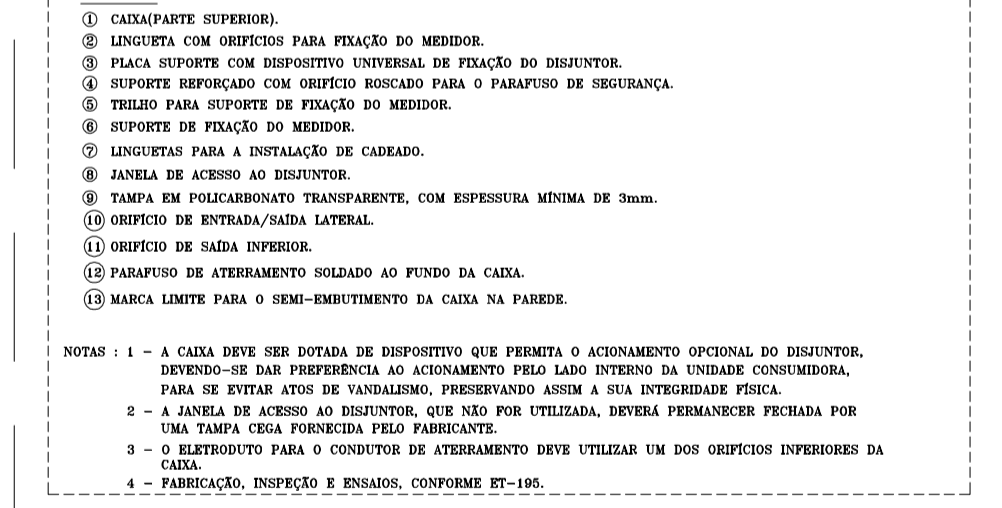 ① CAIXA(PARTE SUPERIOR).
② LINGUETA COM ORIFÍCIOS PARA FIXAÇÃO DO MEDIDOR.
③ PLACA SUPORTE COM DISPOSITIVO UNIVERSAL DE FIXAÇÃO DO DISJUNTOR.
④ SUPORTE REFORÇADO COM ORIFÍCIO ROSCADO PARA O PARAFUSO DE SEGURANÇA.
⑤ TRILHO PARA SUPORTE DE FIXAÇÃO DO MEDIDOR.
⑥ SUPORTE DE FIXAÇÃO DO MEDIDOR.
⑦ LINGUETAS PARA A INSTALAÇÃO DE CADEADO.
⑧ JANELA DE ACESSO AO DISJUNTOR.
⑨ TAMPA EM POLICARBONATO TRANSPARENTE, COM ESPESSURA MÍNIMA DE 3mm.
⑩ ORIFÍCIO DE ENTRADA/SAÍDA LATERAL.
⑪ ORIFÍCIO DE SAÍDA INFERIOR.
⑫ PARAFUSO DE ATERRAMENTO SOLDADO AO FUNDO DA CAIXA.
⑬ MARCA LIMITE PARA O SEMI-EMBUTIMENTO DA CAIXA NA PAREDE.
NOTAS : 1 - A CAIXA DEVE SER DOTADA DE DISPOSITIVO QUE PERMITA O ACIONAMENTO OPCIONAL DO DISJUNTOR,
DEVENDO-SE DAR PREFERÊNCIA AO ACIONAMENTO PELO LADO INTERNO DA UNIDADE CONSUMIDORA,
PARA SE EVITAR ATOS DE VANDALISMO, PRESERVANDO ASSIM A SUA INTEGRIDADE FÍSICA.
2 - A JANELA DE ACESSO AO DISJUNTOR, QUE NÃO FOR UTILIZADA, DEVERÁ PERMANECER FECHADA POR
UMA TAMPA CEGA FORNECIDA PELO FABRICANTE.
3 - O ELETRODUTO PARA O CONDUTOR DE ATERRAMENTO DEVE UTILIZAR UM DOS ORIFÍCIOS INFERIORES DA
CAIXA.
4 - FABRICAÇÃO, INSPEÇÃO E ENSAIOS, CONFORME ET-195.